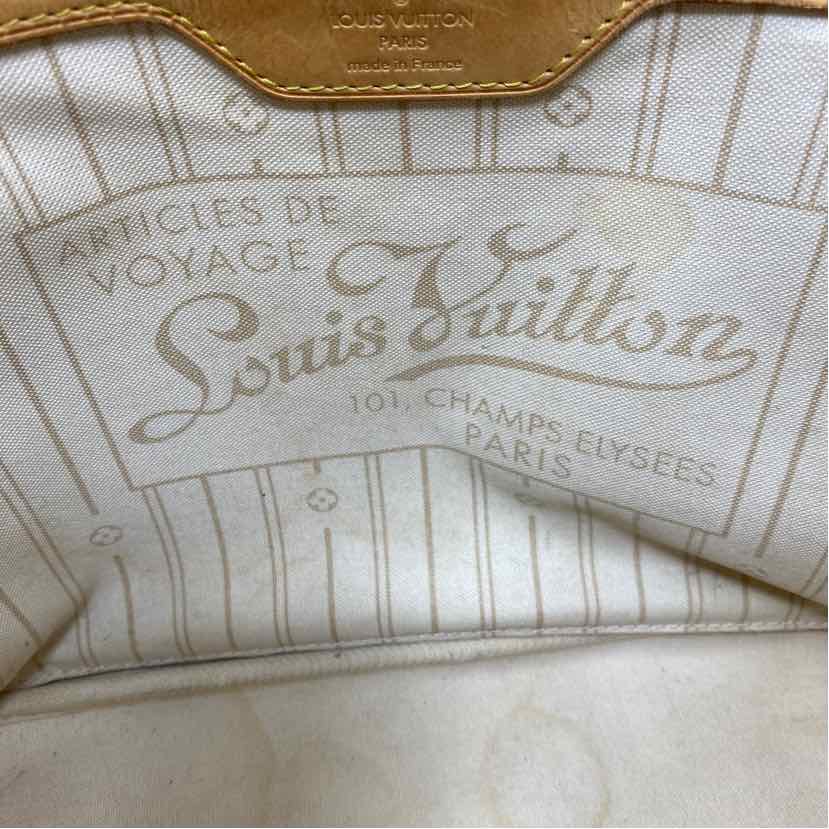 LOUIS VUITTON
PARIS
made in France
ARTICLES DE
VOYAGE
Louis Vuitton
101, CHAMPS ELYSEES
PARIS